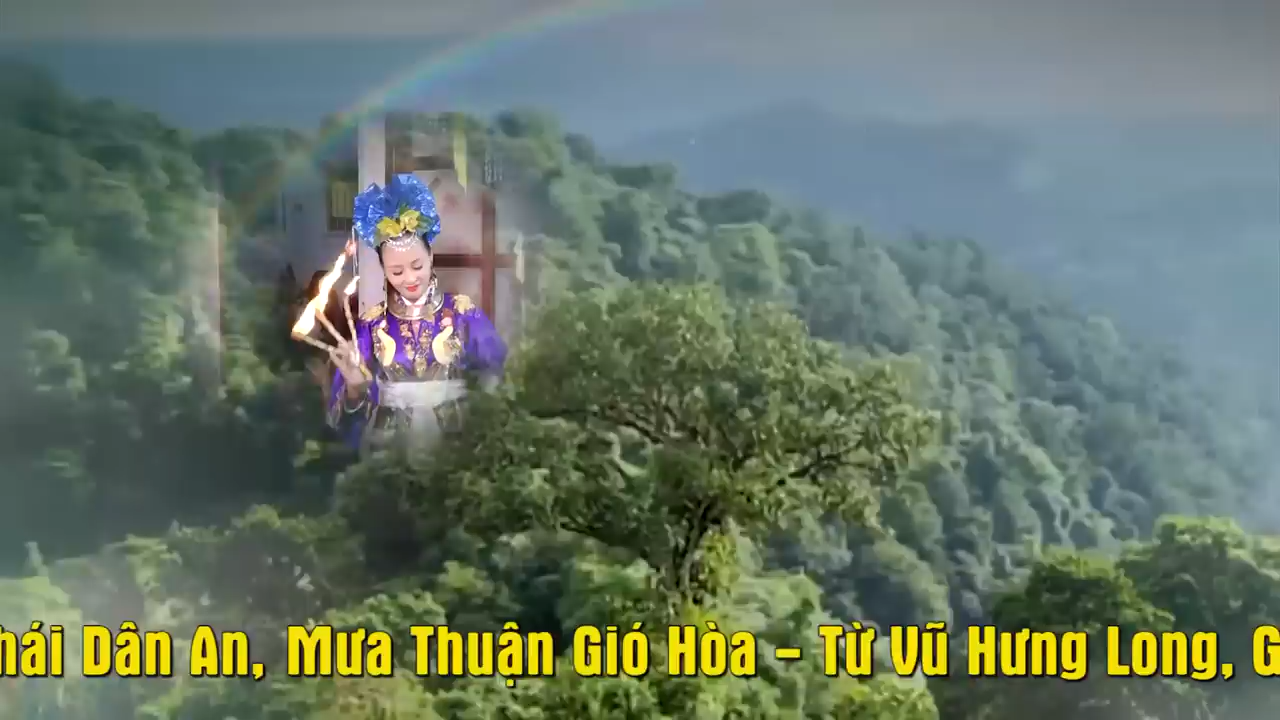 hái Dân An, Mưa Thuận Gió Hòa - Từ Vũ Hưng Long, G